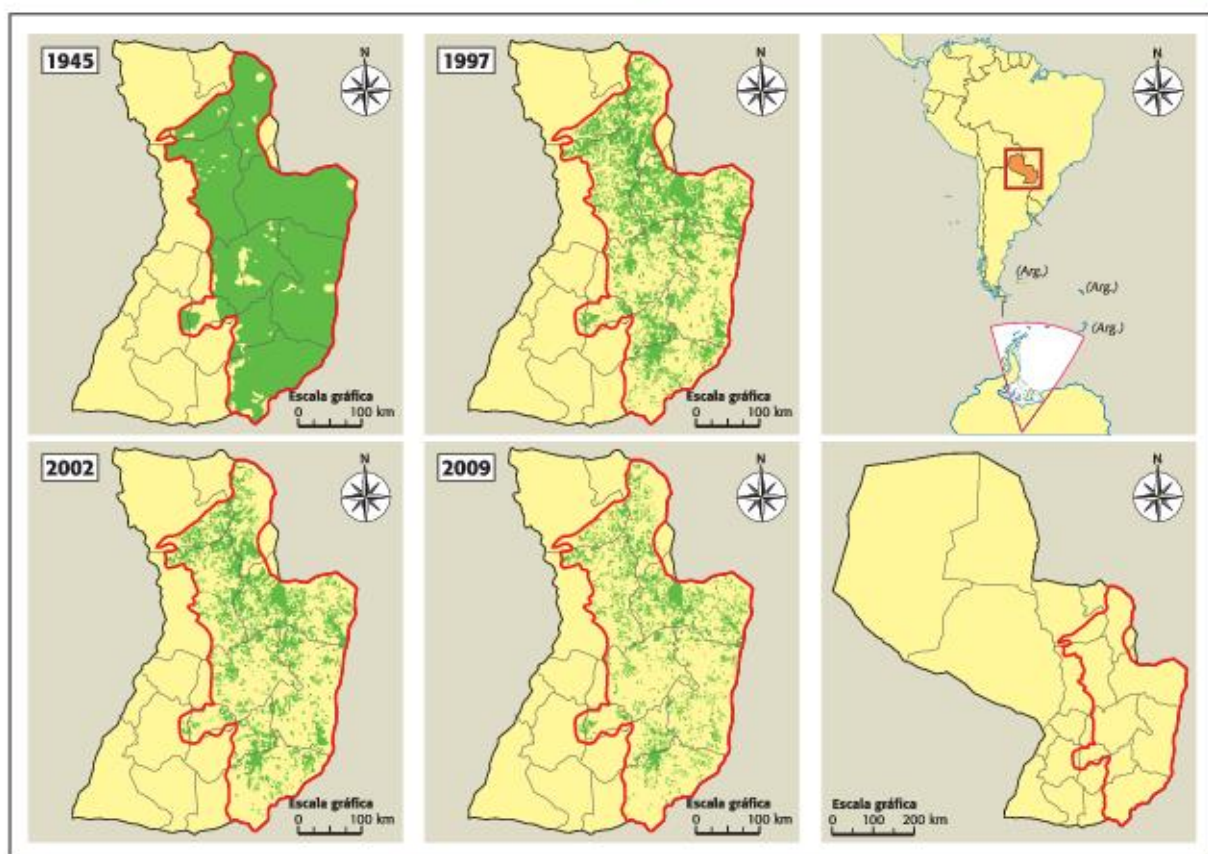 1945
N
Escala gráfica
0 100 km
1997
N
Escala gráfica
0 100 km
N
(Arg.)
(Arg.)
(Arg.)
2002
N
Escala gráfica
0 100 km
2009
N
Escala gráfica
0 100 km
N
Escala gráfica
0 100 200 km